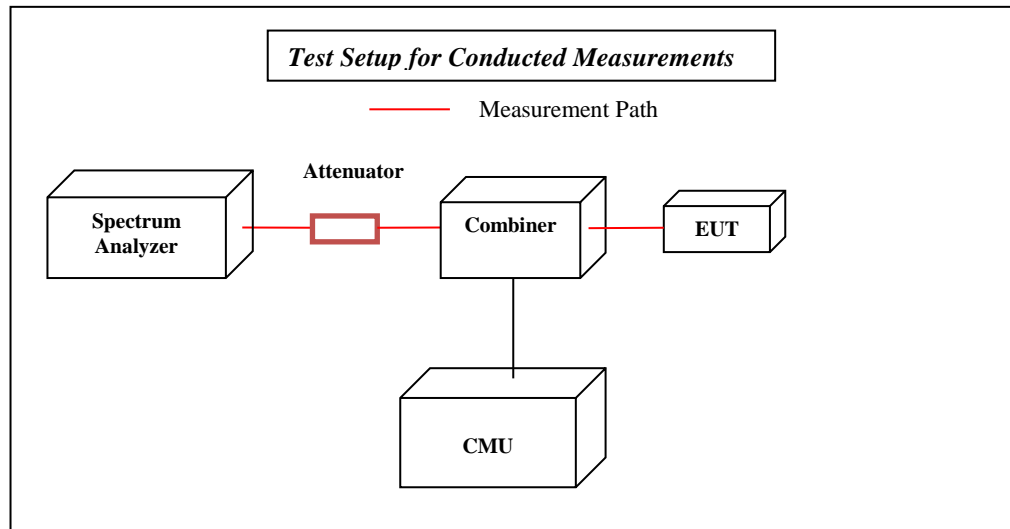 Test Setup for Conducted Measurements
Measurement Path
Attenuator
Spectrum
Analyzer
Combiner
EUT
CMU